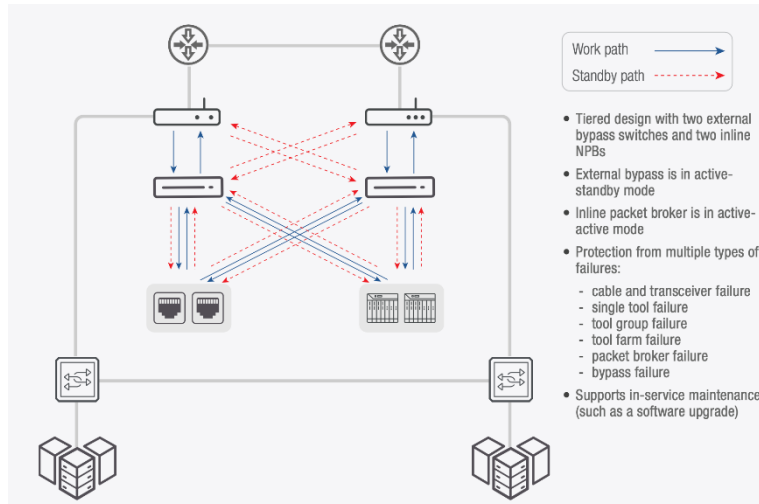 Work path
Standby path
• Tiered design with two external
bypass switches and two inline
NPBs
• External bypass is in active-
standby mode
• Inline packet broker is in active-
active mode
• Protection from multiple types of
failures:
- cable and transceiver failure
- single tool failure
- tool group failure
- tool farm failure
- packet broker failure
- bypass failure
• Supports in-service maintenance
(such as a software upgrade)